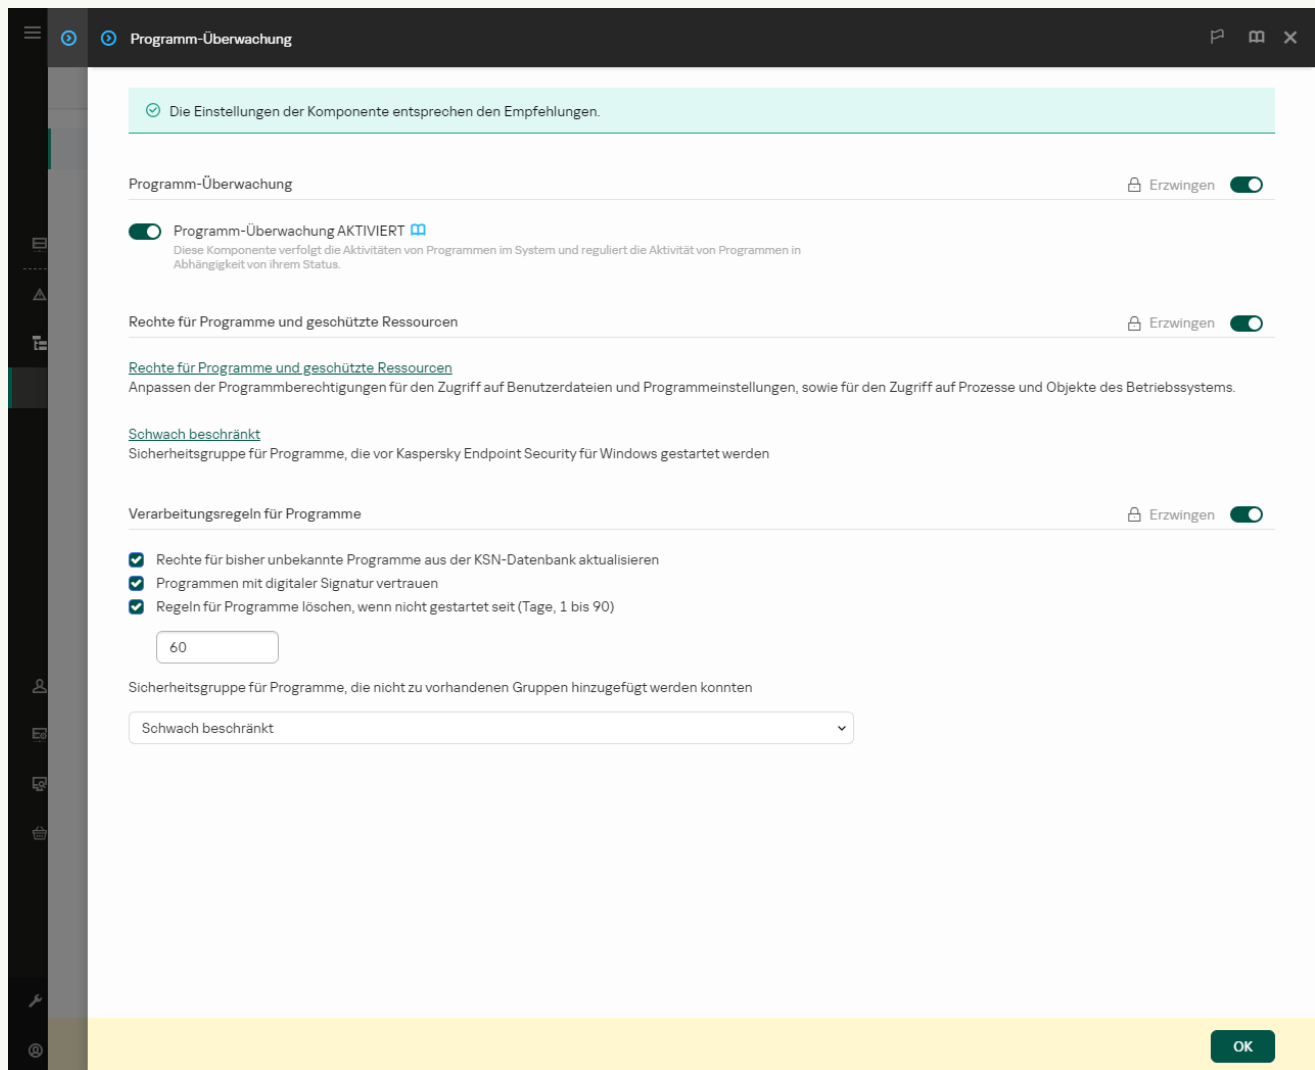 Programm-Überwachung
Die Einstellungen der Komponente entsprechen den Empfehlungen.
Programm-Überwachung
Erzwingen
Programm-Überwachung AKTIVIERT
Diese Komponente verfolgt die Aktivitäten von Programmen im System und reguliert die Aktivität von Programmen in
Abhängigkeit von ihrem Status.
Rechte für Programme und geschützte Ressourcen
Erzwingen
Rechte für Programme und geschützte Ressourcen
Anpassen der Programmberechtigungen für den Zugriff auf Benutzerdateien und Programmeinstellungen, sowie für den Zugriff auf Prozesse und Objekte des Betriebssystems.
Schwach beschränkt
Sicherheitsgruppe für Programme, die vor Kaspersky Endpoint Security für Windows gestartet werden
Verarbeitungsregeln für Programme
Erzwingen
Rechte für bisher unbekannte Programme aus der KSN-Datenbank aktualisieren
Programmen mit digitaler Signatur vertrauen
Regeln für Programme löschen, wenn nicht gestartet seit (Tage, 1 bis 90)
60
Sicherheitsgruppe für Programme, die nicht zu vorhandenen Gruppen hinzugefügt werden konnten
Schwach beschränkt
OK